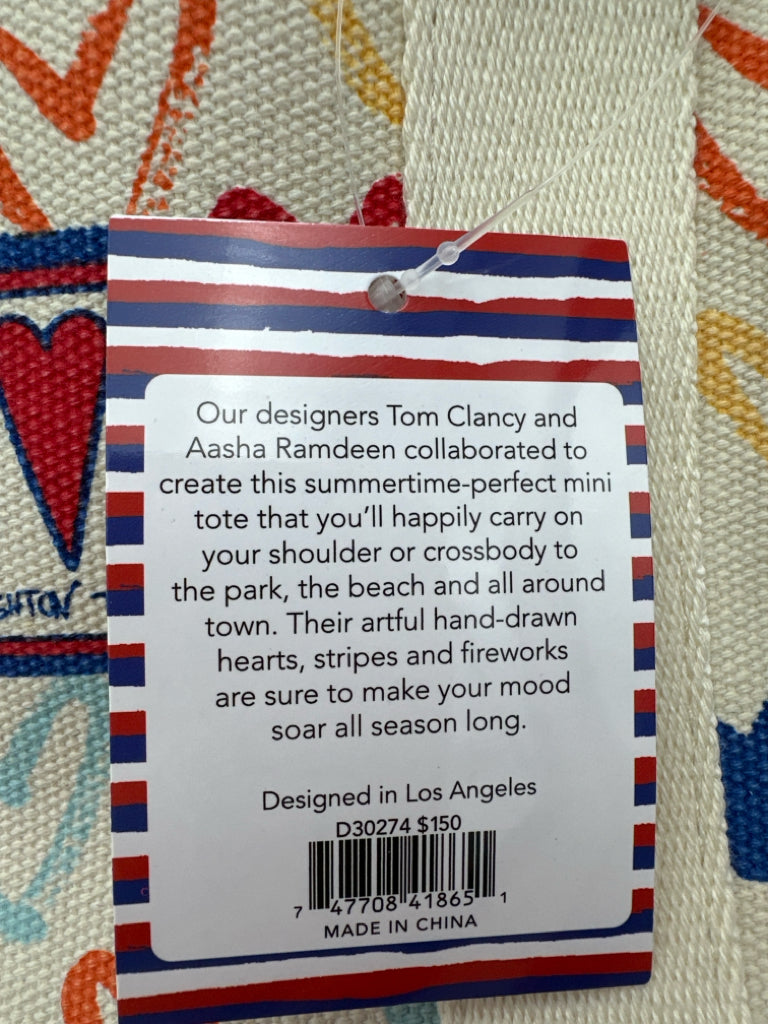 Our designers Tom Clancy and
Aasha Ramdeen collaborated to
create this summertime-perfect mini
tote that you'll happily carry on
your shoulder or crossbody to
the park, the beach and all around
town. Their artful hand-drawn
hearts, stripes and fireworks
are sure to make your mood
soar all season long.
Designed in Los Angeles
D30274 $150
7 47708 41865 1
MADE IN CHINA